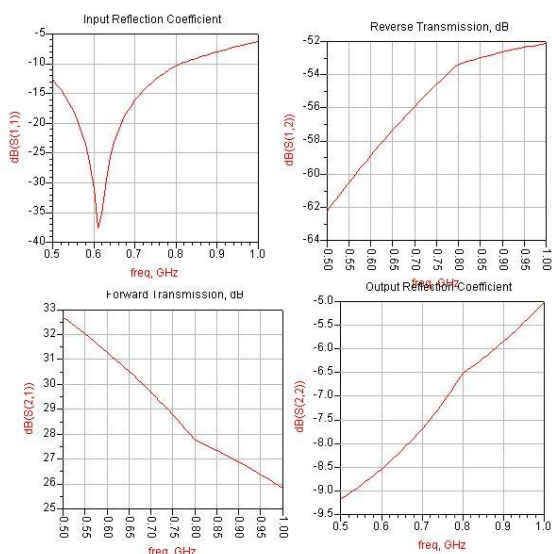 Input Reflection Coefficient
-5
-10
-15
-20
-25
-30
-35
-40
dB(S(1,1))
0.5 0.6 0.7 0.8 0.9 1.0
freq, GHz
Reverse Transmission, dB
-52
-54
-56
-58
-60
-62
-64
dB(S(1,2))
0.50 0.55 0.60 0.65 0.70 0.75 0.80 0.85 0.90 0.95 1.00
freq, GHz
Forward Transmission, dB
33
32
31
30
29
28
27
26
25
dB(S(2,1))
0.50 0.55 0.60 0.65 0.70 0.75 0.80 0.85 0.90 0.95 1.00
freq, GHz
Output Reflection Coefficient
-5.0
-5.5
-6.0
-6.5
-7.0
-7.5
-8.0
-8.5
-9.0
-9.5
dB(S(2,2))
0.5 0.6 0.7 0.8 0.9 1.0
freq, GHz